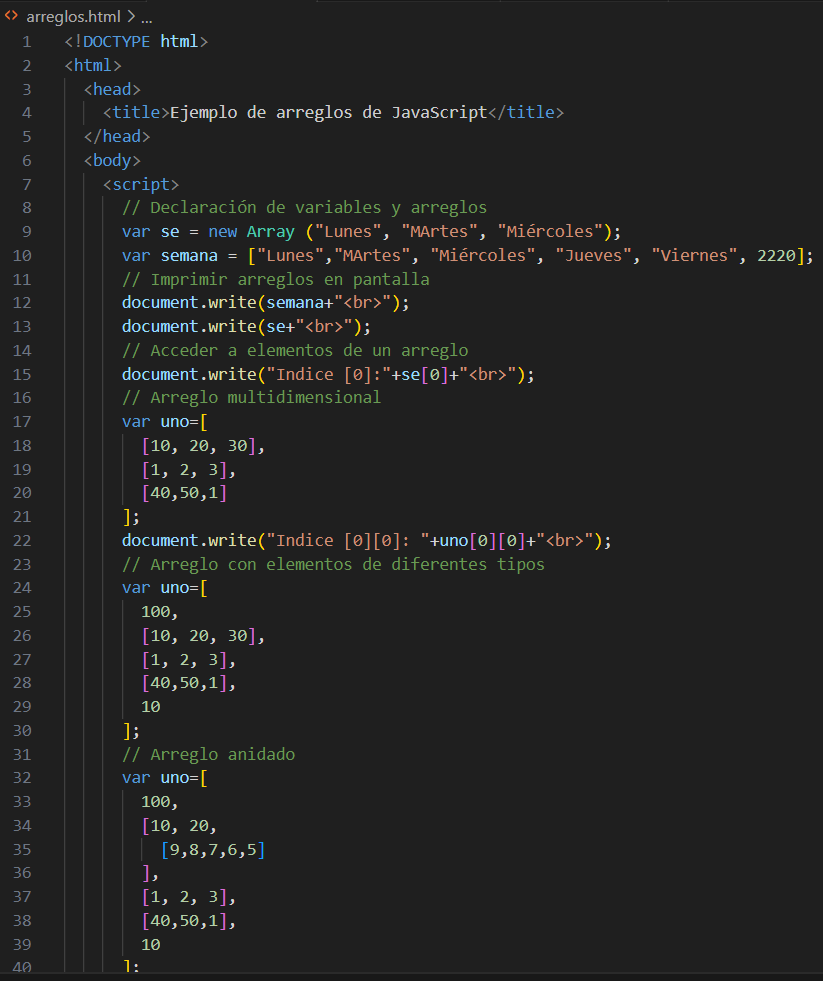 arreglos.html > ...
1 <!DOCTYPE html>
2 <html>
3 <head>
4 <title>Ejemplo de arreglos de JavaScript</title>
5 </head>
6 <body>
7 <script>
8 // Declaración de variables y arreglos
9 var se = new Array ("Lunes", "MArtes", "Miércoles");
10 var semana = ["Lunes","MArtes", "Miércoles", "Jueves", "Viernes", 2220];
11 // Imprimir arreglos en pantalla
12 document.write(semana+"<br>");
13 document.write(se+"<br>");
14 // Acceder a elementos de un arreglo
15 document.write("Indice [0]:"+se[0]+"<br>");
16 // Arreglo multidimensional
17 var uno=[
18 [10, 20, 30],
19 [1, 2, 3],
20 [40,50,1]
21 ];
22 document.write("Indice [0][0]: "+uno[0][0]+"<br>");
23 // Arreglo con elementos de diferentes tipos
24 var uno=[
25 100,
26 [10, 20, 30],
27 [1, 2, 3],
28 [40,50,1],
29 10
30 ];
31 // Arreglo anidado
32 var uno=[
33 100,
34 [10, 20,
35 [9,8,7,6,5]
36 ],
37 [1, 2, 3],
38 [40,50,1],
39 10
40 ];